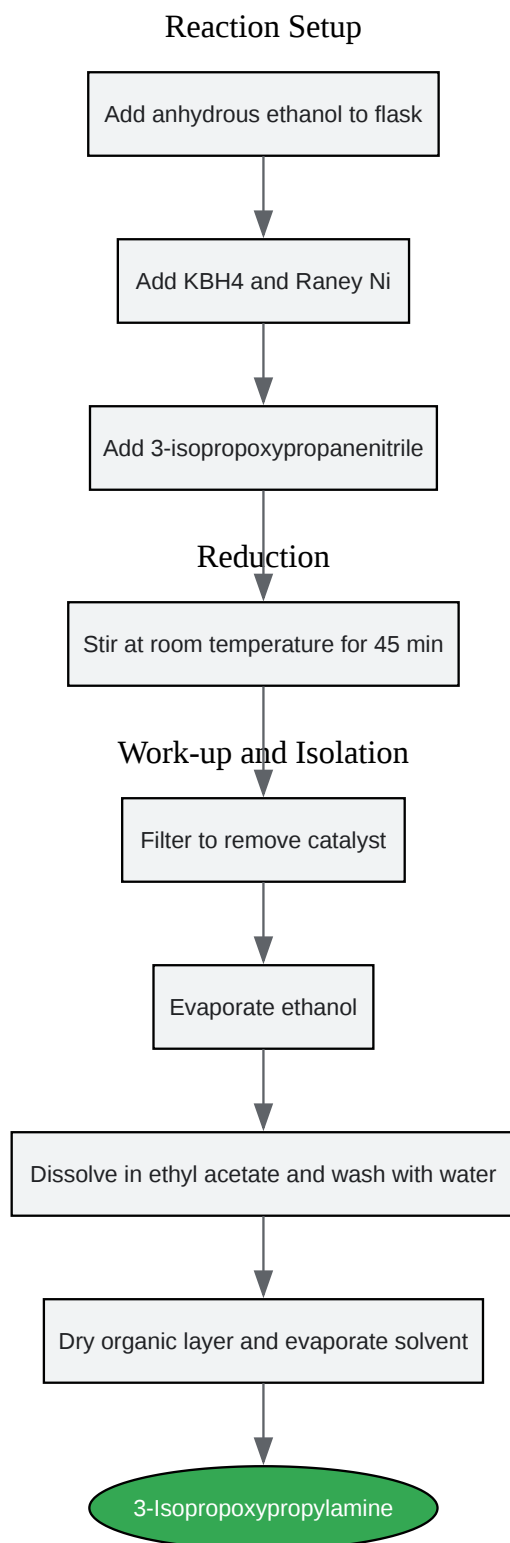 Reaction Setup
Add anhydrous ethanol to flask
Add KBH4 and Raney Ni
Add 3-isopropoxypropanenitrile
Reduction
Stir at room temperature for 45 min
Work-up and Isolation
Filter to remove catalyst
Evaporate ethanol
Dissolve in ethyl acetate and wash with water
Dry organic layer and evaporate solvent
3-Isopropoxypropylamine